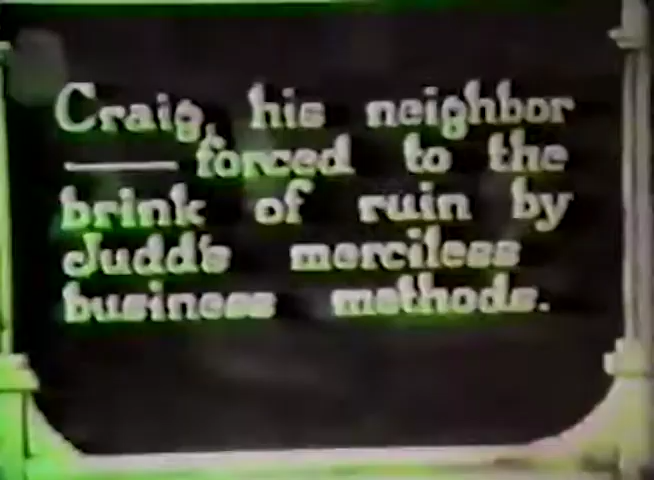 Craig, his neighbor
—— forced to the
brink of ruin by
Judd's merciless
business methods.